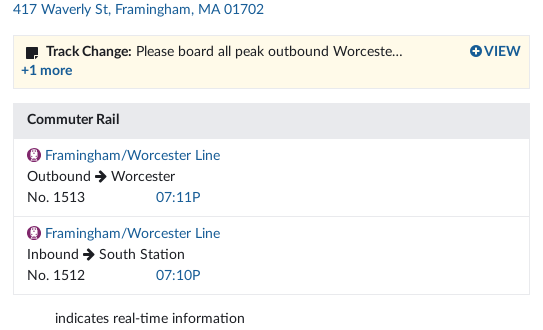 417 Waverly St, Framingham, MA 01702
Track Change: Please board all peak outbound Worceste... VIEW
+1 more
Commuter Rail
Framingham/Worcester Line
Outbound → Worcester
No. 1513 07:11P
Framingham/Worcester Line
Inbound → South Station
No. 1512 07:10P
indicates real-time information